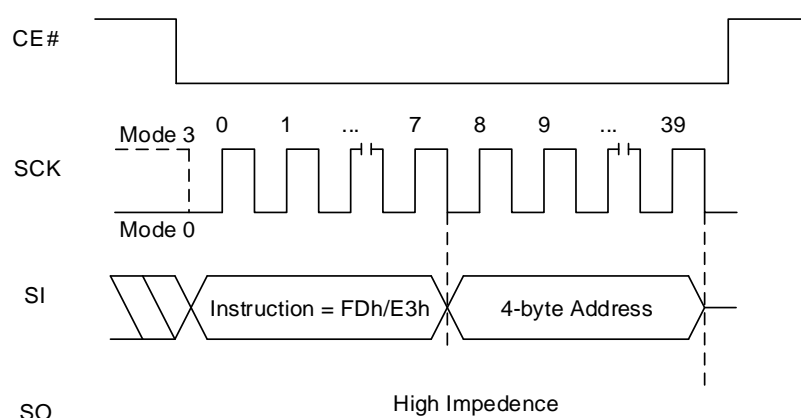 CE#
Mode 3
0 1 ... 7 8 9 ... 39
SCK
Mode 0
SI
Instruction = FDh/E3h
4-byte Address
High Impedence
SO